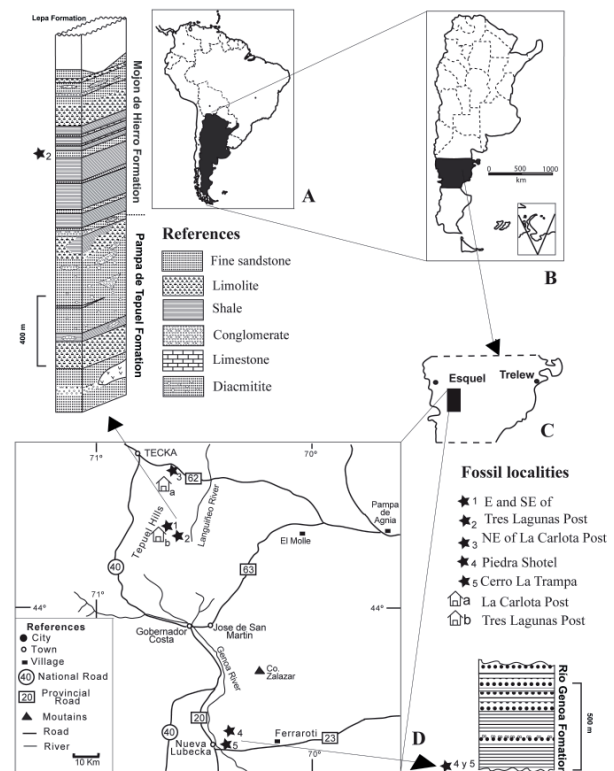 Lepa Formation
Mojon de Hierro Formation
2
Pampa de Tepuel Fomation
400 m
References
Fine sandstone
Limolite
Shale
Conglomerate
Limestone
Diacmitite
A
0 500 1000
km
B
Esquel
Trelew
C
71°
70°
TECKA
3
62
a
Tepuel Hills
1
b
2
Languiñeo River
Pampa
de
Agnia
El Molle
40
63
44°
44°
Gobernador
Costa
Jose de San
Martin
Genoa River
Co.
Zalazar
20
40
4
5
Nueva
Lubecka
Ferraroti
23
70°
D
References
City
Town
Village
40 National Road
20 Provincial
Road
Moutains
Road
River
10 Km
Fossil localities
1 E and SE of
2 Tres Lagunas Post
3 NE of La Carlota Post
4 Piedra Shotel
5 Cerro La Trampa
a La Carlota Post
b Tres Lagunas Post
Rio Genoa Fomation
500 m
4 y 5